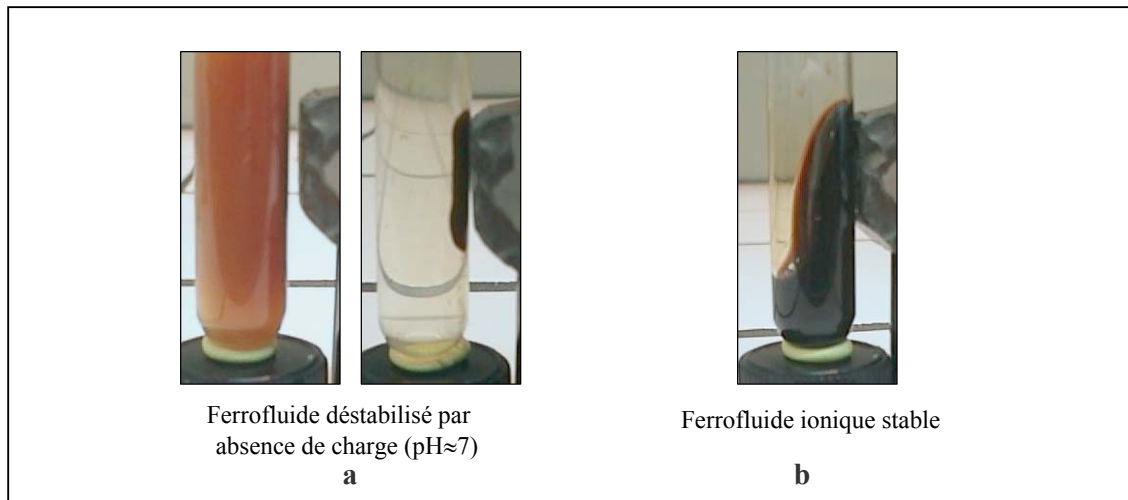 Ferrofluide déstabilisé par
absence de charge (pH≈7)
a
Ferrofluide ionique stable
b